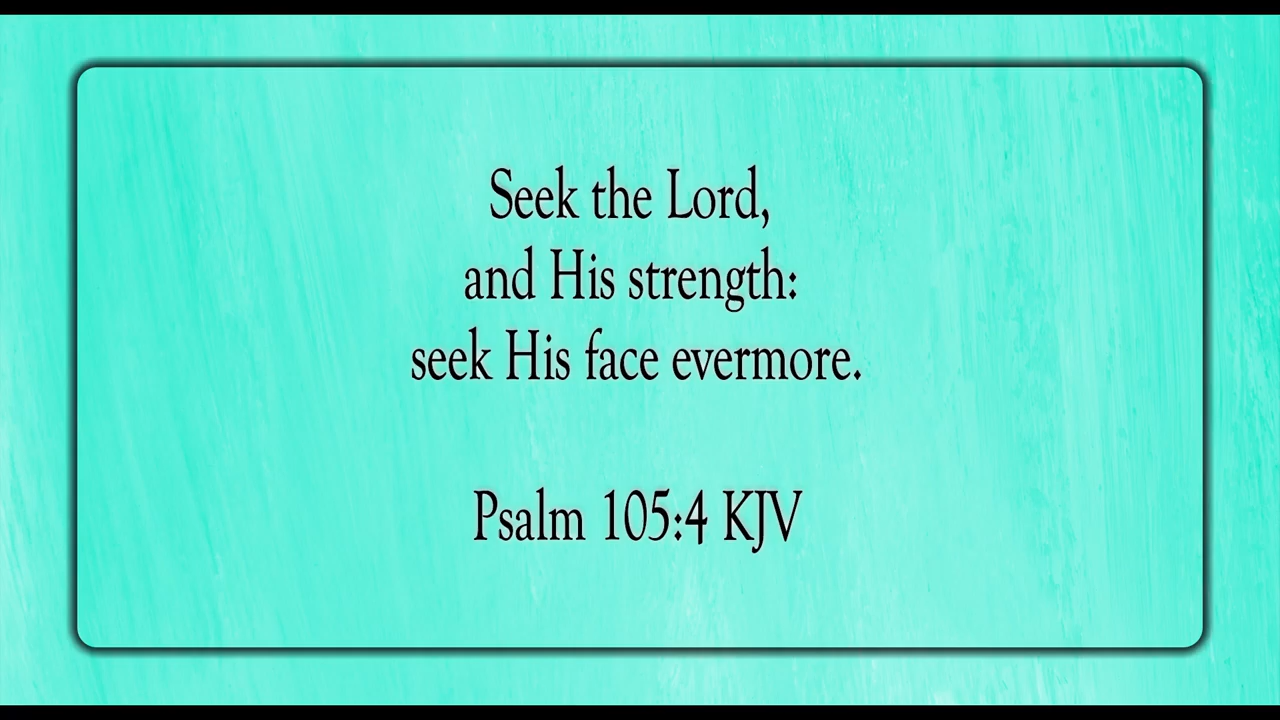 Seek the Lord,
and His strength:
seek His face evermore.
Psalm 105:4 KJV